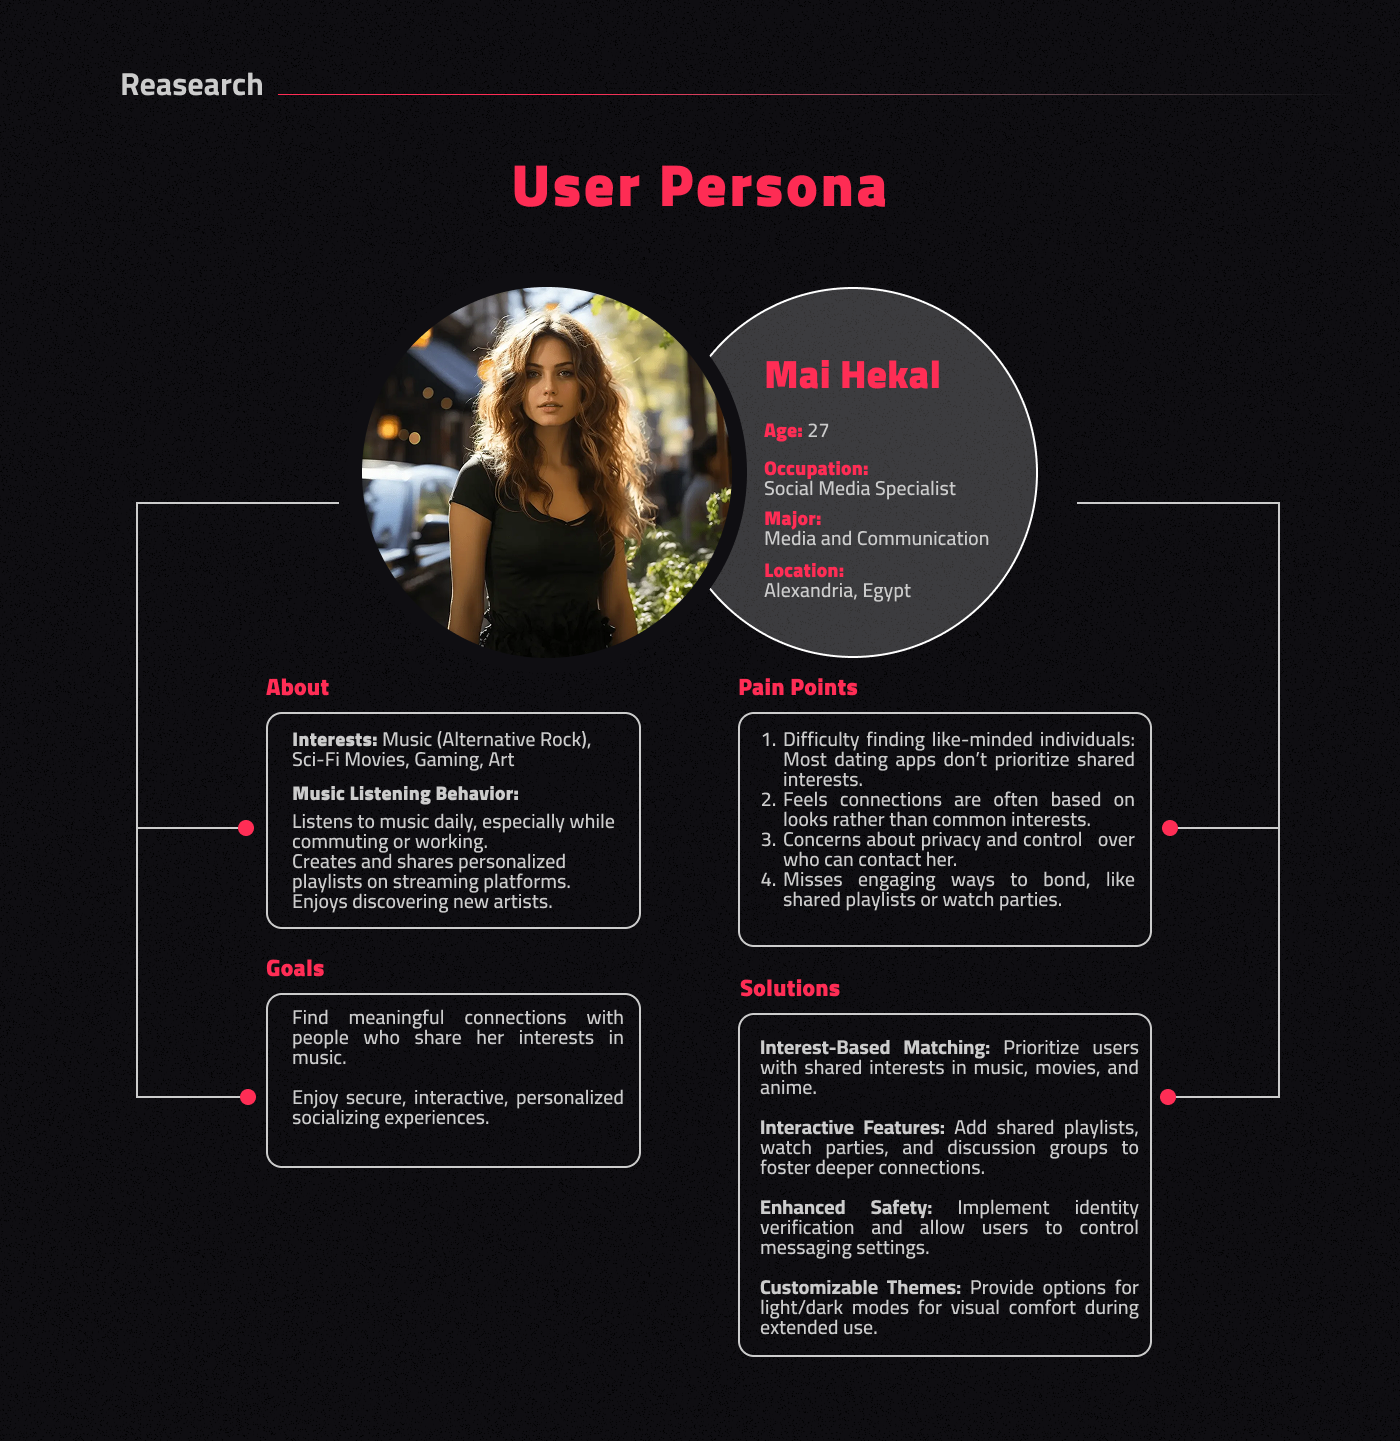 Reasearch
User Persona
Mai Hekal
Age: 27
Occupation:
Social Media Specialist
Major:
Media and Communication
Location:
Alexandria, Egypt
About
Interests: Music (Alternative Rock),
Sci-Fi Movies, Gaming, Art
Music Listening Behavior:
Listens to music daily, especially while
commuting or working.
Creates and shares personalized
playlists on streaming platforms.
Enjoys discovering new artists.
Goals
Find meaningful connections with
people who share her interests in
music.
Enjoy secure, interactive, personalized
socializing experiences.
Pain Points
1. Difficulty finding like-minded individuals:
Most dating apps don't prioritize shared
interests.
2. Feels connections are often based on
looks rather than common interests.
3. Concerns about privacy and control over
who can contact her.
4. Misses engaging ways to bond, like
shared playlists or watch parties.
Solutions
Interest-Based Matching: Prioritize users
with shared interests in music, movies, and
anime.
Interactive Features: Add shared playlists,
watch parties, and discussion groups to
foster deeper connections.
Enhanced Safety: Implement identity
verification and allow users to control
messaging settings.
Customizable Themes: Provide options for
light/dark modes for visual comfort during
extended use.